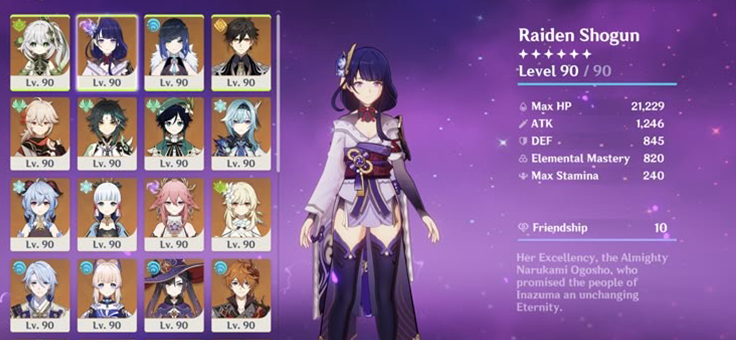 Lv. 90 Lv. 90 Lv. 90 Lv. 90
Lv. 90 Lv. 90 Lv. 90 Lv. 90
Lv. 90 Lv. 90 Lv. 90 Lv. 90
Lv. 90 Lv. 90 Lv. 90 Lv. 90
Raiden Shogun
Level 90 / 90
Max HP 21,229
ATK 1,246
DEF 845
Elemental Mastery 820
Max Stamina 240
Friendship 10
Her Excellency, the Almighty
Narukami Ogosho, who
promised the people of
Inazuma an unchanging
Eternity.